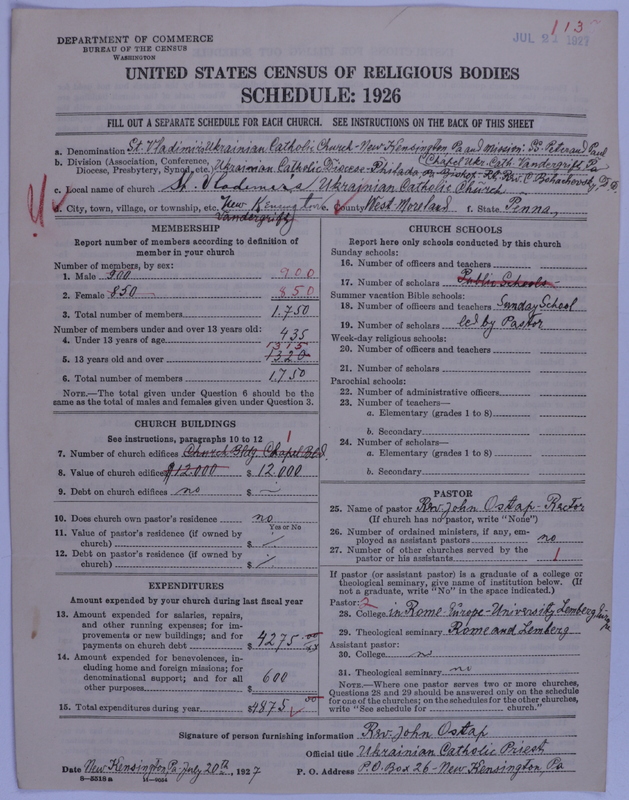 113
JUL 21 1927
DEPARTMENT OF COMMERCE
BUREAU OF THE CENSUS
WASHINGTON
UNITED STATES CENSUS OF RELIGIOUS BODIES
SCHEDULE: 1926
FILL OUT A SEPARATE SCHEDULE FOR EACH CHURCH. SEE INSTRUCTIONS ON THE BACK OF THIS SHEET
a. Denomination St. Vladimirs Ukrainian Catholic Church - New Kensington Pa and mission: SS. Peter and Paul
(Chapel Ukr. Cath. Vandergrift, Pa
b. Division (Association, Conference, Diocese, Presbytery, Synod, etc.) Ukrainian Catholic Diocese - Philada, Pa Bishop - Rt. Rev. C Bohachevsky, D.D.
c. Local name of church St. Vladimirs Ukrainian Catholic Church
d. City, town, village, or township, etc. New Kensington e. County West Moreland f. State Penna.,
Vandergrift
MEMBERSHIP
Report number of members according to definition of member in your church
Number of members, by sex:
1. Male 900 900
2. Female 850 850
3. Total number of members 1.750
Number of members under and over 13 years old:
4. Under 13 years of age 435
1315
5. 13 years old and over 1320
6. Total number of members 1.750
NOTE.—The total given under Question 6 should be the same as the total of males and females given under Question 3.
CHURCH BUILDINGS
See instructions, paragraphs 10 to 12
1
7. Number of church edifices Church Bldg. Chapel Bld.
8. Value of church edifices $12.000 $ 12.000
9. Debt on church edifices no $ —
10. Does church own pastor's residence no
Yes or No
11. Value of pastor's residence (if owned by church) $
12. Debt on pastor's residence (if owned by church) $
EXPENDITURES
Amount expended by church during last fiscal year
13. Amount expended for salaries, repairs, and other running expenses; for improvements or new buildings; and for payments on church debt $ 4275
14. Amount expended for benevolences, including home and foreign missions; for denominational support; and for all other purposes 600
15. Total expenditures during year $4875 00
CHURCH SCHOOLS
Report here only schools conducted by this church
Sunday schools:
16. Number of officers and teachers
17. Number of scholars Public Schools
Summer vacation Bible schools:
18. Number of officers and teachers Sunday School
19. Number of scholars led by Pastor
Week-day religious schools:
20. Number of officers and teachers
21. Number of scholars
Parochial schools:
22. Number of administrative officers
23. Number of teachers—
a. Elementary (grades 1 to 8)
b. Secondary
24. Number of scholars—
a. Elementary (grades 1 to 8)
b. Secondary
PASTOR
25. Name of pastor Rev. John Ostap - Rector
(If church has no pastor, write "None")
26. Number of ordained ministers, if any, employed as assistant pastors no
27. Number of other churches served by the pastor or his assistants 1
If pastor (or assistant pastor) is a graduate of a college or theological seminary, give name of institution below. (If not a graduate, write "No" in the space indicated.)
Pastor: 2
28. College in Rome - Europe - University Lemberg Europe
29. Theological seminary Rome and Lemberg
Assistant pastor:
30. College n
31. Theological seminary no
NOTE.—Where one pastor serves two or more churches, Questions 28 and 29 should be answered only on the schedule for one of the churches; on the schedules for the other churches, write "See schedule for ______ church."
Signature of person furnishing information Rev. John Ostap
Official title Ukrainian Catholic Priest
Date New Kensington, Pa - July 20th, 1927 P. O. Address P.O. Box 26 - New Kensington, Pa